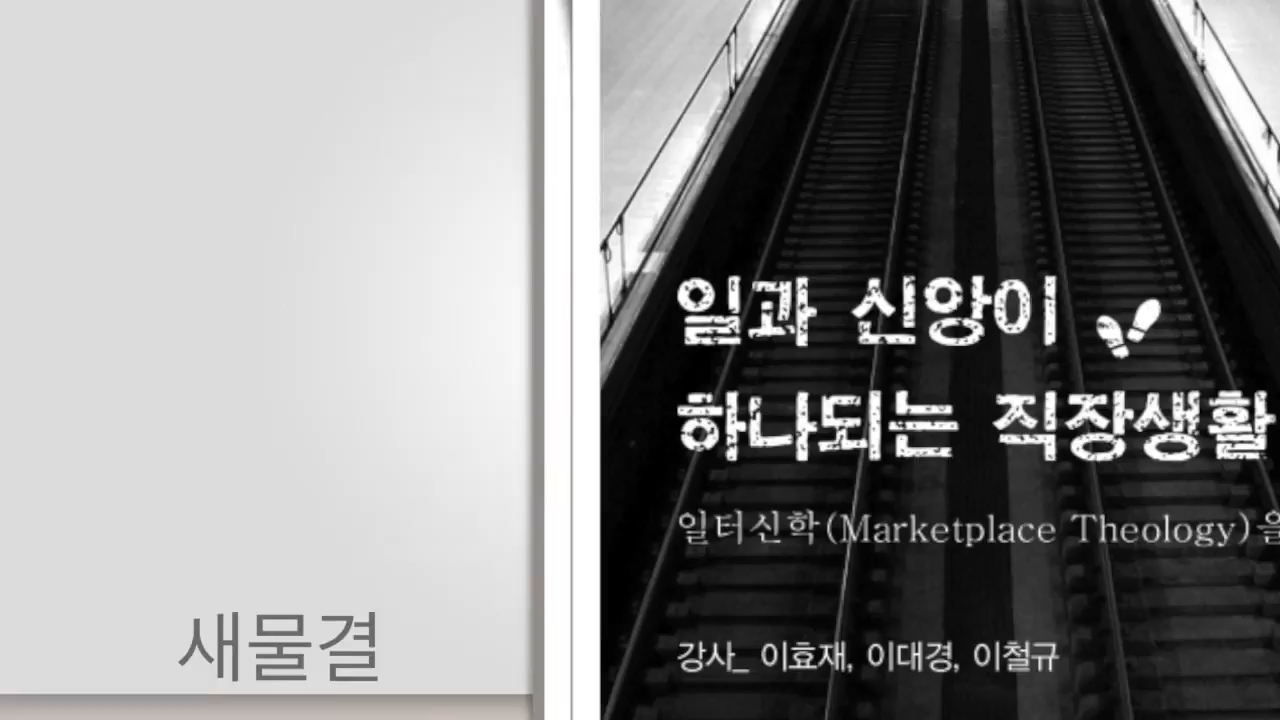 새물결
일과 신앙이
하나되는 직장생활
일터신학(Marketplace Theology)을
강사_ 이효재, 이대경, 이철규